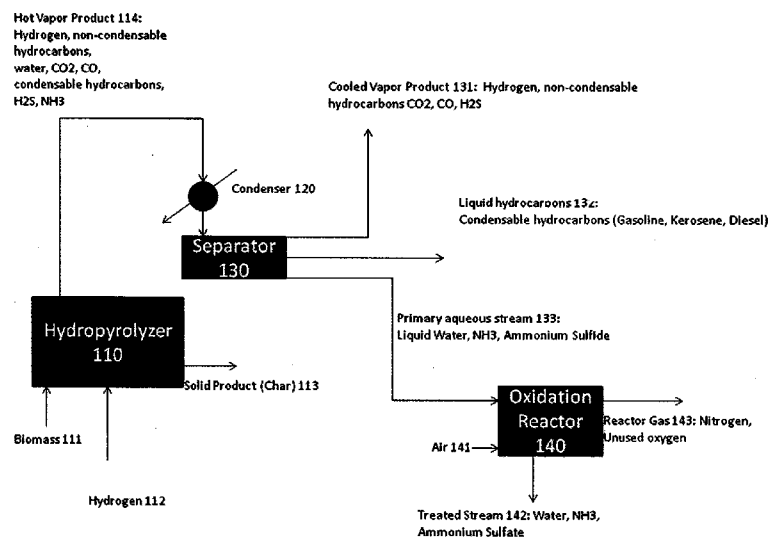 Hot Vapor Product 114:
Hydrogen, non-condensable
hydrocarbons,
water, CO2, CO,
condensable hydrocarbons,
H2S, NH3
Cooled Vapor Product 131: Hydrogen, non-condensable
hydrocarbons CO2, CO, H2S
Condenser 120
Liquid hydrocarbons 132:
Condensable hydrocarbons (Gasoline, Kerosene, Diesel)
Separator
130
Primary aqueous stream 133:
Liquid Water, NH3, Ammonium Sulfide
Hydropyrolyzer
110
Solid Product (Char) 113
Oxidation
Reactor
140
Reactor Gas 143: Nitrogen,
Unused oxygen
Biomass 111
Air 141
Hydrogen 112
Treated Stream 142: Water, NH3,
Ammonium Sulfate